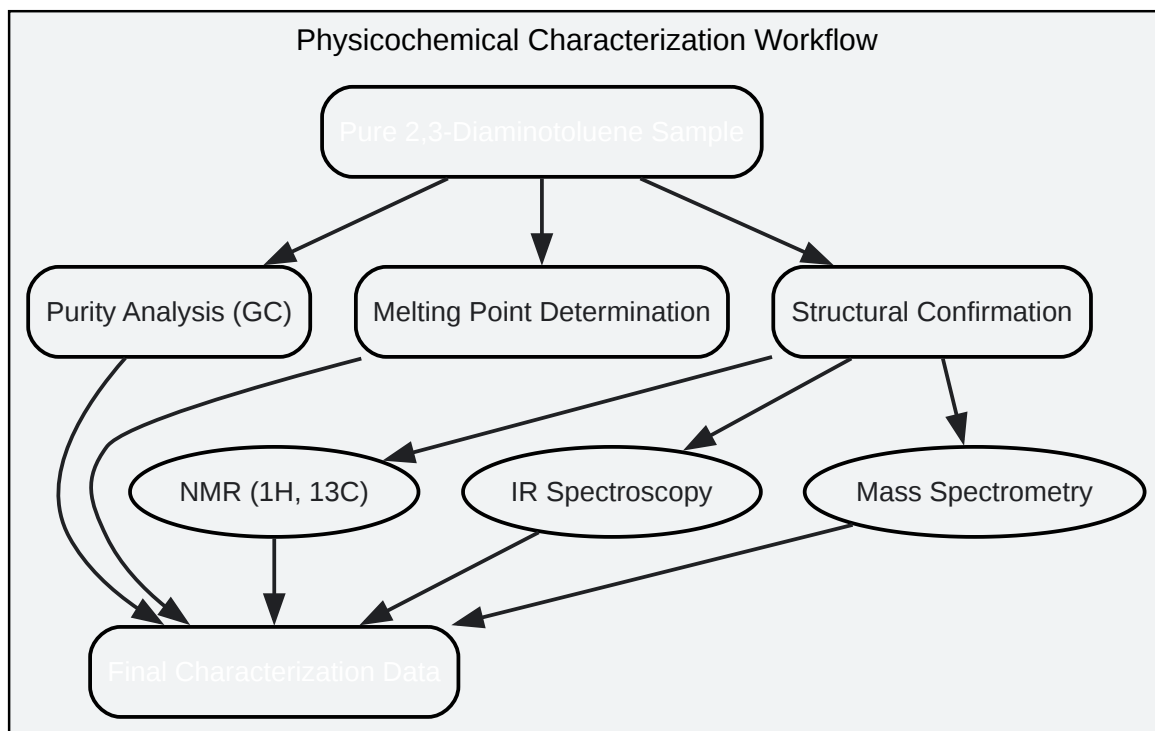 Physicochemical Characterization Workflow
Pure 2,3-Diaminotoluene Sample
Purity Analysis (GC)
Melting Point Determination
Structural Confirmation
NMR (1H, 13C)
IR Spectroscopy
Mass Spectrometry
Final Characterization Data